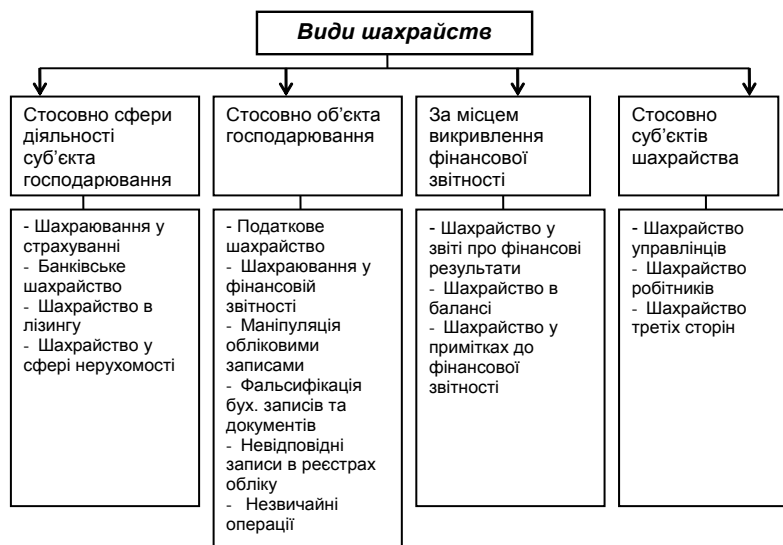 Види шахрайств
Стосовно сфери
діяльності
суб’єкта
господарювання
Стосовно об’єкта
господарювання
За місцем
викривлення
фінансової
звітності
Стосовно
суб’єктів
шахрайства
- Шахраювання у
страхуванні
- Банківське
шахрайство
- Шахрайство в
лізингу
- Шахрайство у
сфері нерухомості
- Податкове
шахрайство
- Шахраювання у
фінансовій
звітності
- Маніпуляція
обліковими
записами
- Фальсифікація
бух. записів та
документів
- Невідповідні
записи в реєстрах
обліку
- Незвичайні
операції
- Шахрайство у
звіті про фінансові
результати
- Шахрайство в
балансі
- Шахрайство у
примітках до
фінансової
звітності
- Шахрайство
управлінців
- Шахрайство
робітників
- Шахрайство
третіх сторін